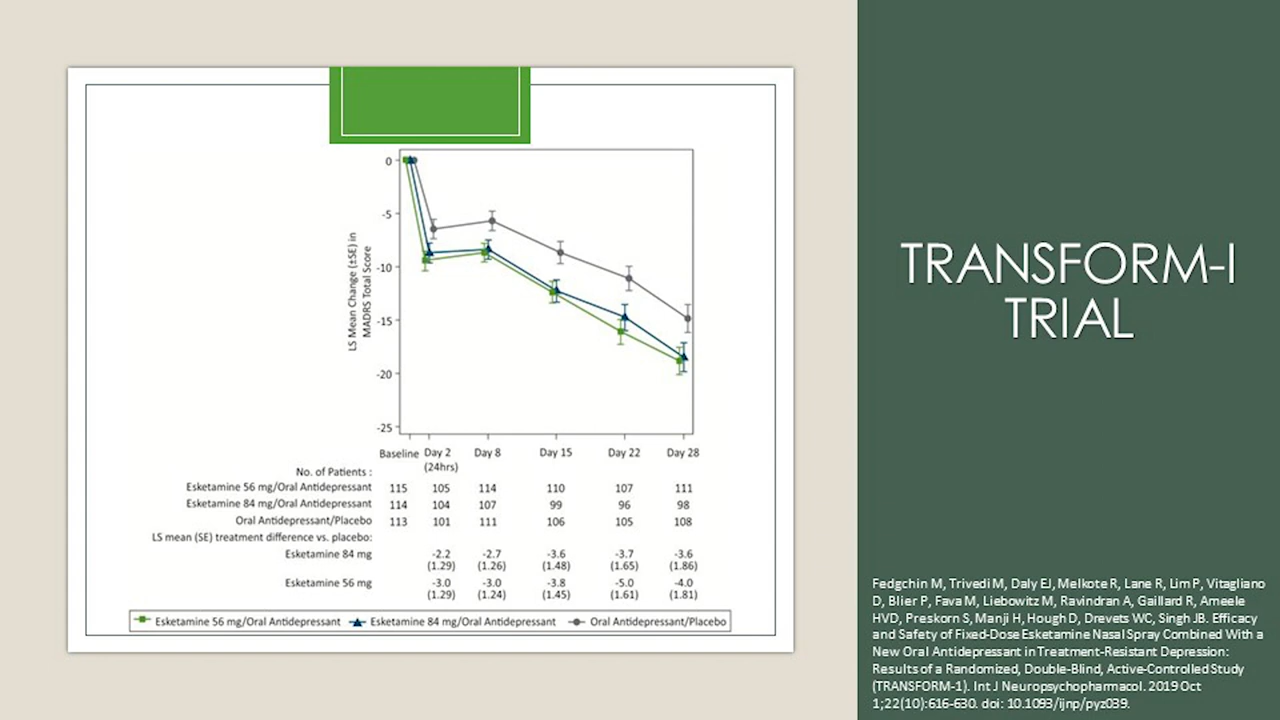 0
-5
-10
-15
-20
-25
LS Mean Change (±SE) in
MADRS Total Score
Baseline Day 2 Day 8 Day 15 Day 22 Day 28
(24hrs)
No. of Patients :
Esketamine 56 mg/Oral Antidepressant 115 105 114 110 107 111
Esketamine 84 mg/Oral Antidepressant 114 104 107 99 96 98
Oral Antidepressant/Placebo 113 101 111 106 105 108
LS mean (SE) treatment difference vs. placebo:
Esketamine 84 mg -2.2 -2.7 -3.6 -3.7 -3.6
(1.29) (1.26) (1.48) (1.65) (1.86)
Esketamine 56 mg -3.0 -3.0 -3.8 -5.0 -4.0
(1.29) (1.24) (1.45) (1.61) (1.81)
Esketamine 56 mg/Oral Antidepressant Esketamine 84 mg/Oral Antidepressant Oral Antidepressant/Placebo
TRANSFORM-I
TRIAL
Fedgchin M, Trivedi M, Daly EJ, Melkote R, Lane R, Lim P, Vitagliano
D, Blier P, Fava M, Liebowitz M, Ravindran A, Gaillard R, Ameele
HVD, Preskorn S, Manji H, Hough D, Drevets WC, Singh JB. Efficacy
and Safety of Fixed-Dose Esketamine Nasal Spray Combined With a
New Oral Antidepressant in Treatment-Resistant Depression:
Results of a Randomized, Double-Blind, Active-Controlled Study
(TRANSFORM-1). Int J Neuropsychopharmacol. 2019 Oct
1;22(10):616-630. doi: 10.1093/ijnp/pyz039.